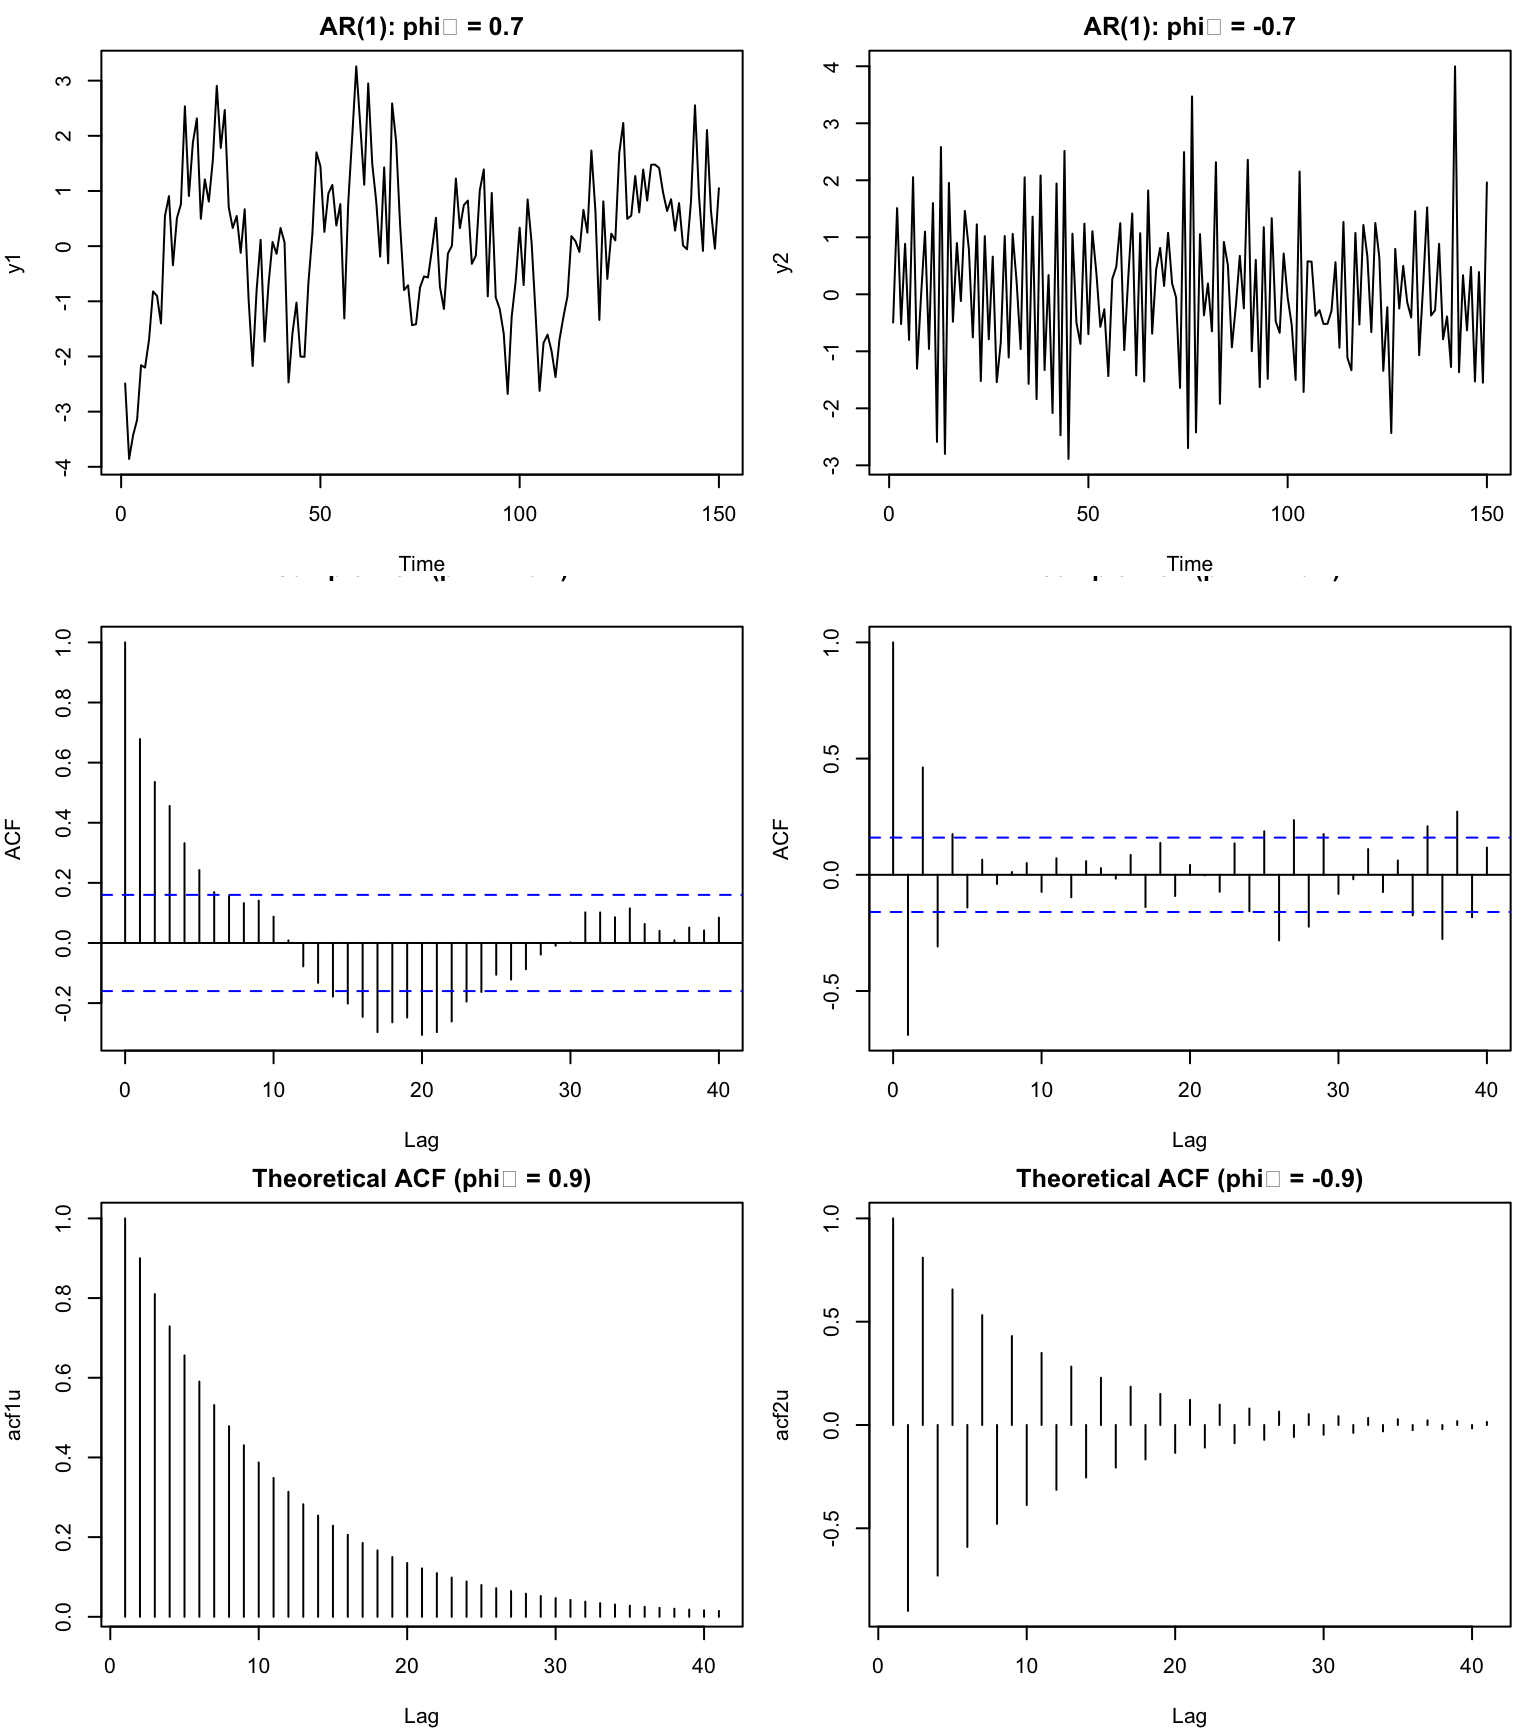 AR(1): phi□ = 0.7
3
2
1
0
-1
-2
-3
-4
y1
0 50 100 150
Time
AR(1): phi□ = -0.7
4
3
2
1
0
-1
-2
-3
y2
0 50 100 150
Time
1.0
0.8
0.6
0.4
0.2
0.0
-0.2
ACF
0 10 20 30 40
Lag
1.0
0.5
0.0
-0.5
ACF
0 10 20 30 40
Lag
Theoretical ACF (phi□ = 0.9)
1.0
0.8
0.6
0.4
0.2
0.0
acf1u
0 10 20 30 40
Lag
Theoretical ACF (phi□ = -0.9)
1.0
0.5
0.0
-0.5
acf2u
0 10 20 30 40
Lag